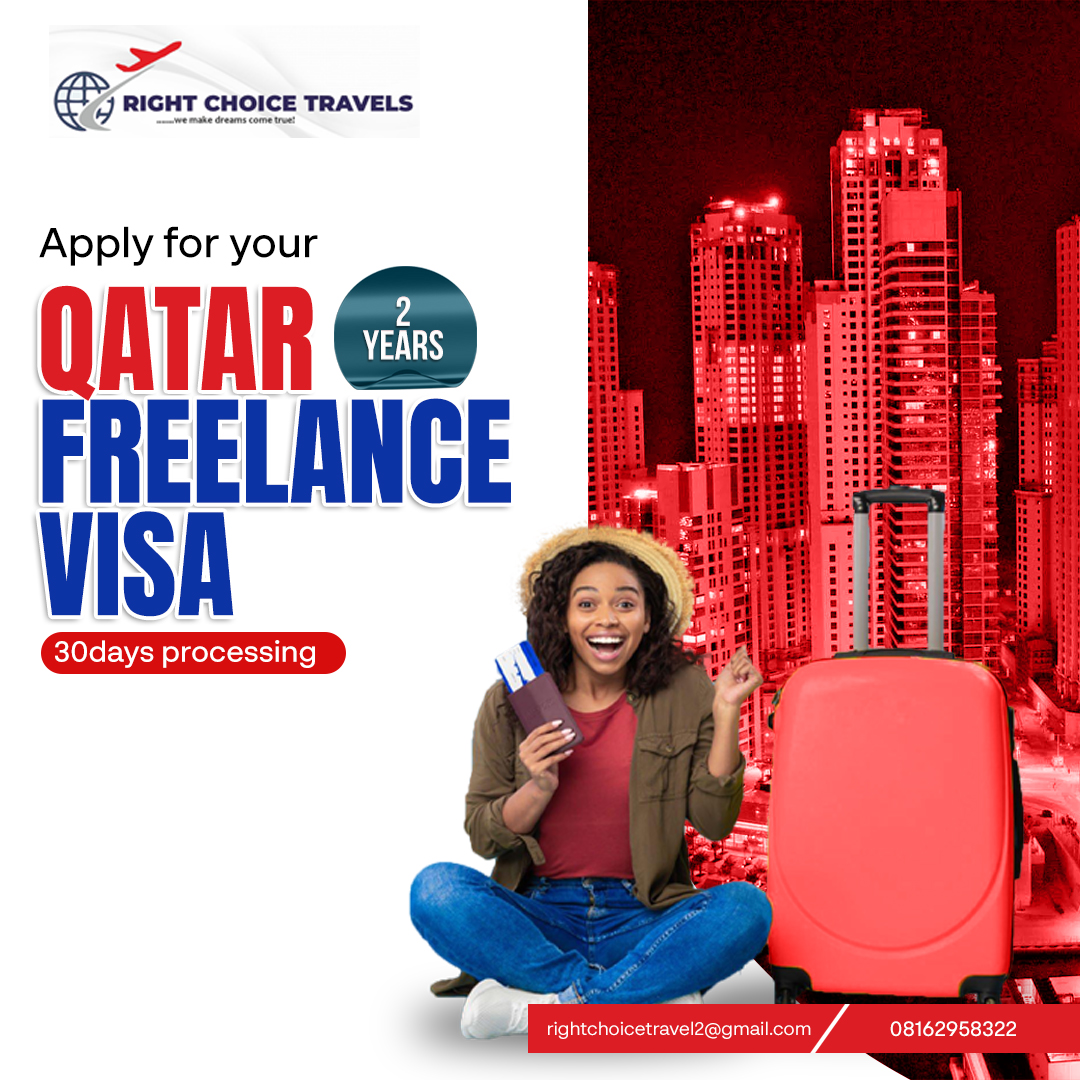 RIGHT CHOICE TRAVELS
.......we make dreams come true!
Apply for your
QATAR
2
YEARS
FREELANCE
VISA
30days processing
rightchoicetravel2@gmail.com
08162958322